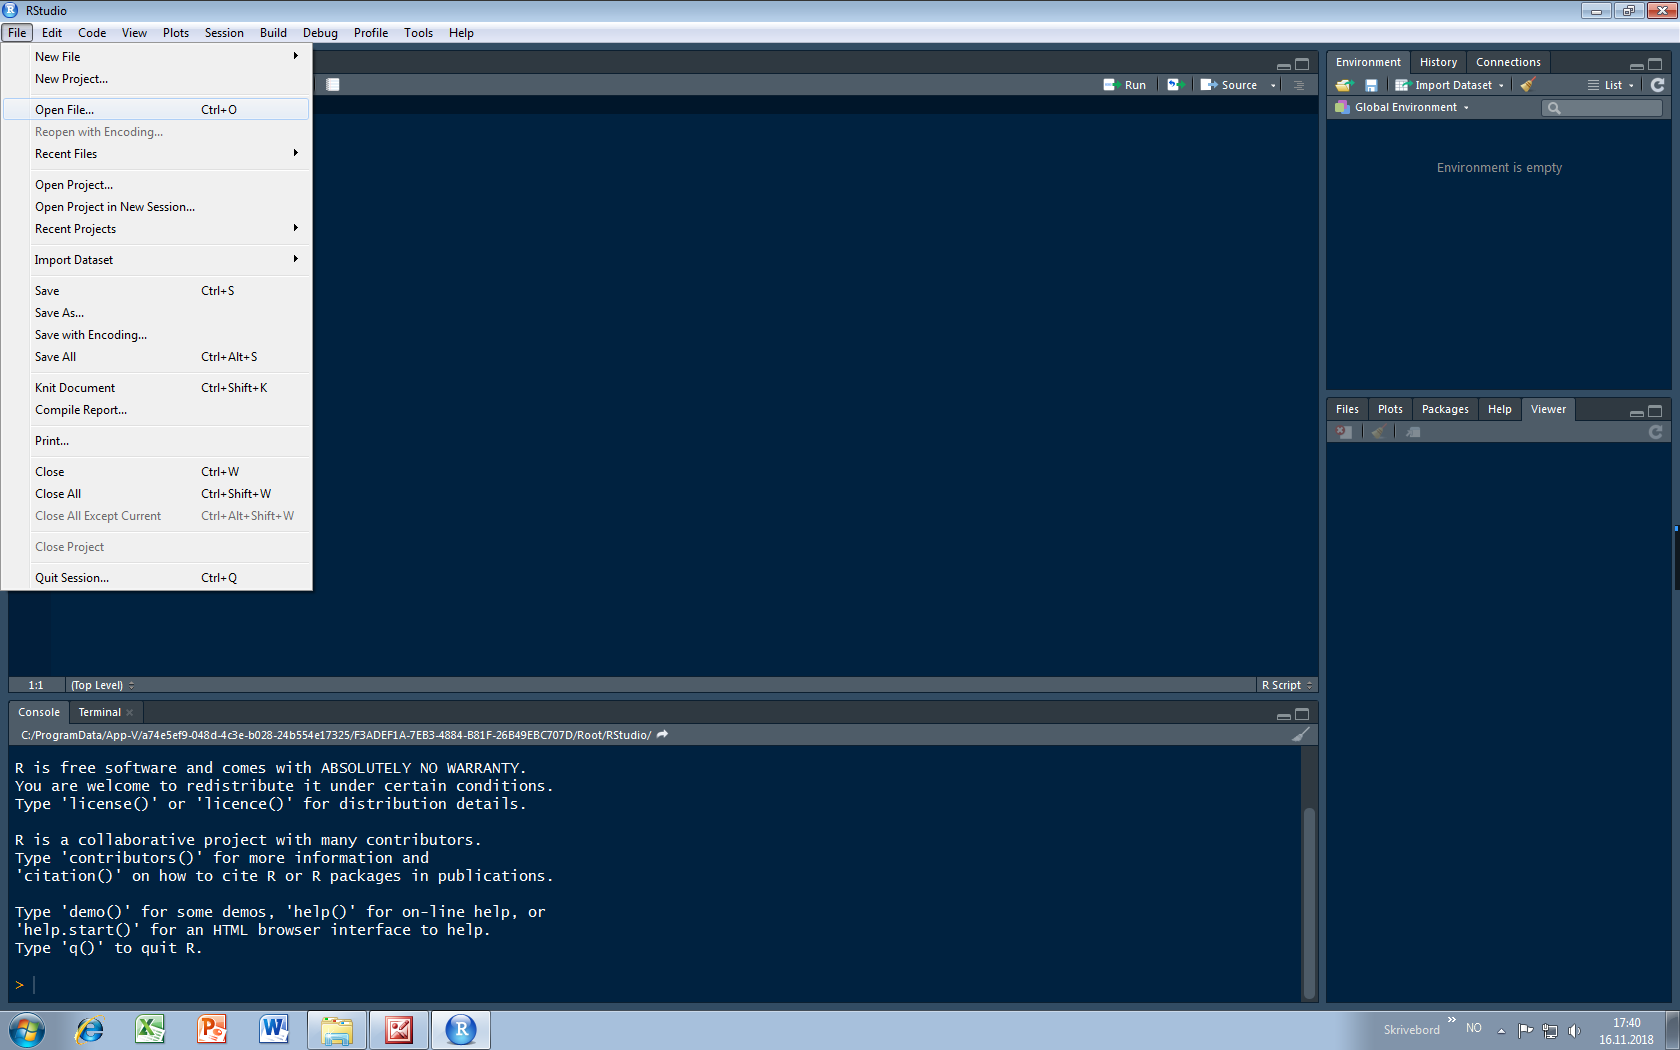 RStudio
File Edit Code View Plots Session Build Debug Profile Tools Help
New File
New Project...
Open File... Ctrl+O
Reopen with Encoding...
Recent Files
Open Project...
Open Project in New Session...
Recent Projects
Import Dataset
Save Ctrl+S
Save As...
Save with Encoding...
Save All Ctrl+Alt+S
Knit Document Ctrl+Shift+K
Compile Report...
Print...
Close Ctrl+W
Close All Ctrl+Shift+W
Close All Except Current Ctrl+Alt+Shift+W
Close Project
Quit Session... Ctrl+Q
Run Source
1:1 (Top Level) R Script
Console Terminal
C:/ProgramData/App-V/a74e5ef9-048d-4c3e-b028-24b554e17325/F3ADEF1A-7EB3-4884-B81F-26B49EBC707D/Root/RStudio/
R is free software and comes with ABSOLUTELY NO WARRANTY.
You are welcome to redistribute it under certain conditions.
Type 'license()' or 'licence()' for distribution details.
R is a collaborative project with many contributors.
Type 'contributors()' for more information and
'citation()' on how to cite R or R packages in publications.
Type 'demo()' for some demos, 'help()' for on-line help, or
'help.start()' for an HTML browser interface to help.
Type 'q()' to quit R.
>
Environment History Connections
Import Dataset List
Global Environment
Environment is empty
Files Plots Packages Help Viewer
Skrivebord » NO
17:40
16.11.2018